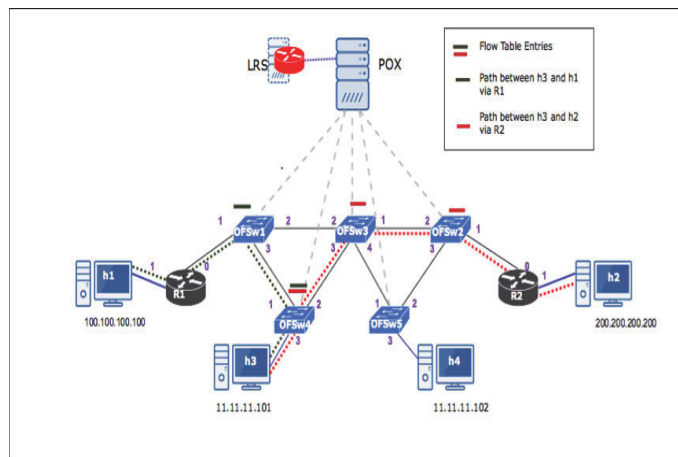 LRS
POX
Flow Table Entries
Path between h3 and h1
via R1
Path between h3 and h2
via R2
1
OFSw1
2
3
2
OFSw3
1
3
4
2
OFSw2
1
h1
1
0
R1
100.100.100.100
1
OFSw4
2
3
1
OFSw5
2
3
0
R2
1
h2
200.200.200.200
h3
11.11.11.101
h4
11.11.11.102